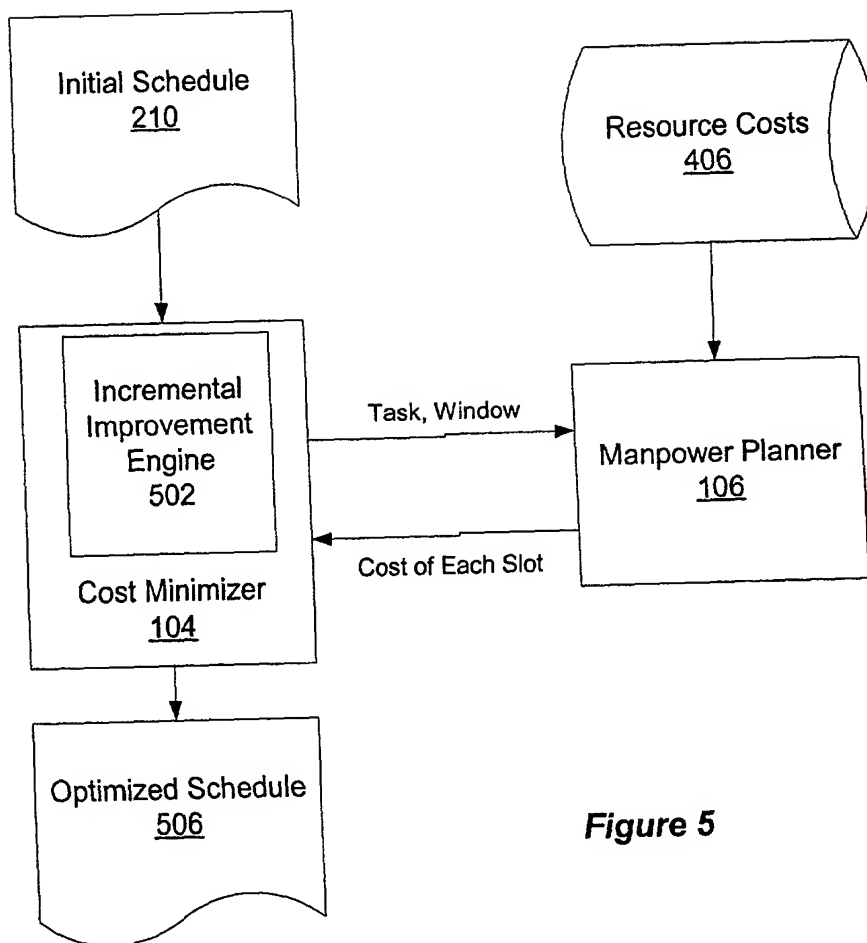 Initial Schedule
210
Resource Costs
406
Incremental
Improvement
Engine
502
Task, Window
Manpower Planner
106
Cost of Each Slot
Cost Minimizer
104
Optimized Schedule
506
Figure 5